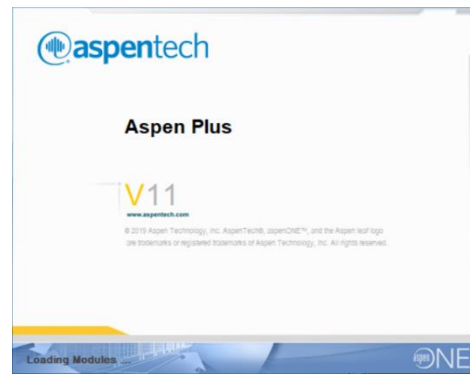 aspentech
Aspen Plus
V11
www.aspentech.com
© 2019 Aspen Technology, Inc. AspenTech®, aspenONE™, and the Aspen leaf logo
are trademarks or registered trademarks of Aspen Technology, Inc. All rights reserved.
Loading Modules ...
aspenONE